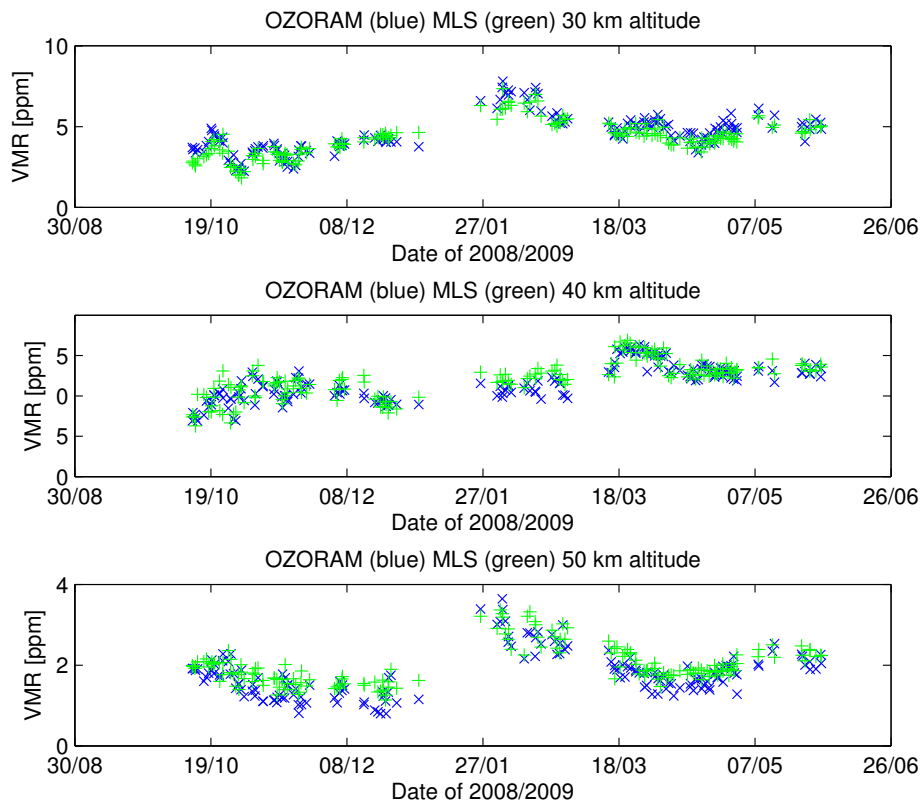 OZORAM (blue) MLS (green) 30 km altitude
10
5
0
VMR [ppm]
30/08 19/10 08/12 27/01 18/03 07/05 26/06
Date of 2008/2009
OZORAM (blue) MLS (green) 40 km altitude
5
0
5
0
VMR [ppm]
30/08 19/10 08/12 27/01 18/03 07/05 26/06
Date of 2008/2009
OZORAM (blue) MLS (green) 50 km altitude
4
2
0
VMR [ppm]
30/08 19/10 08/12 27/01 18/03 07/05 26/06
Date of 2008/2009